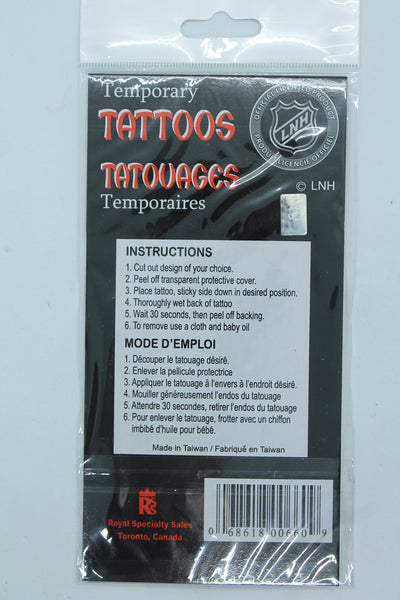 Temporary
TATTOOS
TATOUAGES
Temporaires
OFFICIAL LICENSED PRODUCT
LNH
PRODUIT LICENCIÉ OFFICIEL
© LNH
INSTRUCTIONS
1. Cut out design of your choice.
2. Peel off transparent protective cover.
3. Place tattoo, sticky side down in desired position.
4. Thoroughly wet back of tattoo
5. Wait 30 seconds, then peel off backing.
6. To remove use a cloth and baby oil
MODE D'EMPLOI
1. Découper le tatouage désiré.
2. Enlever la pellicule protectrice
3. Appliquer le tatouage à l'envers à l'endroit désiré.
4. Mouiller généreusement l'endos du tatouage
5. Attendre 30 secondes, retirer l'endos du tatouage
6. Pour enlever le tatouage, frotter avec un chiffon
imbibé d'huile pour bébé.
Made in Taiwan / Fabriqué en Taiwan
RS
Royal Specialty Sales
Toronto, Canada
0 68618 00660 9